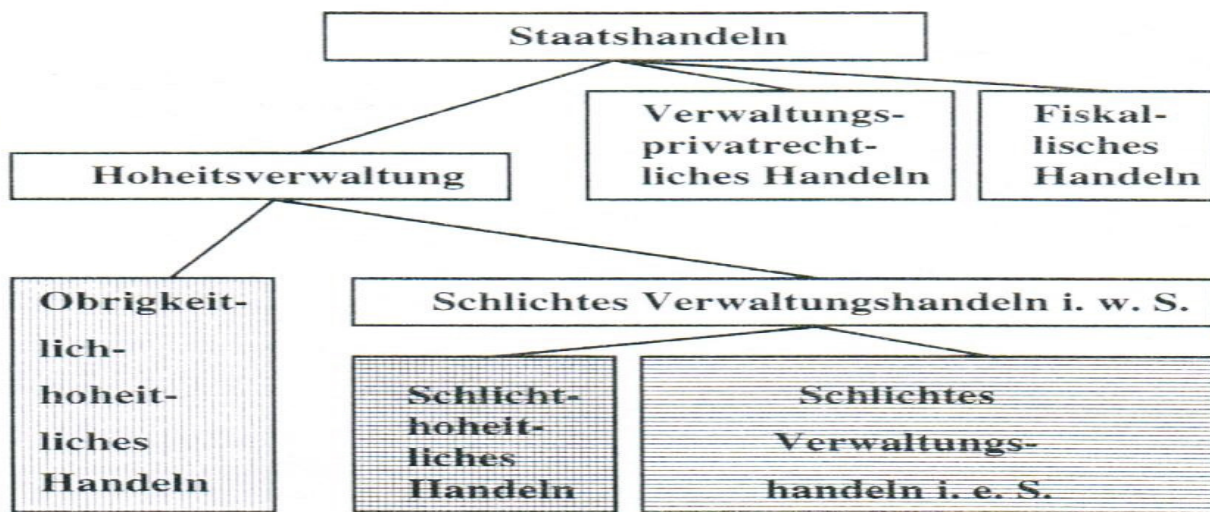 Staatshandeln
Verwaltungs-
privatrecht-
liches Handeln
Fiskal-
lisches
Handeln
Hoheitsverwaltung
Obrigkeit-
lich-
hoheit-
liches
Handeln
Schlichtes Verwaltungshandeln i. w. S.
Schlicht-
hoheit-
liches
Handeln
Schlichtes
Verwaltungs-
handeln i. e. S.